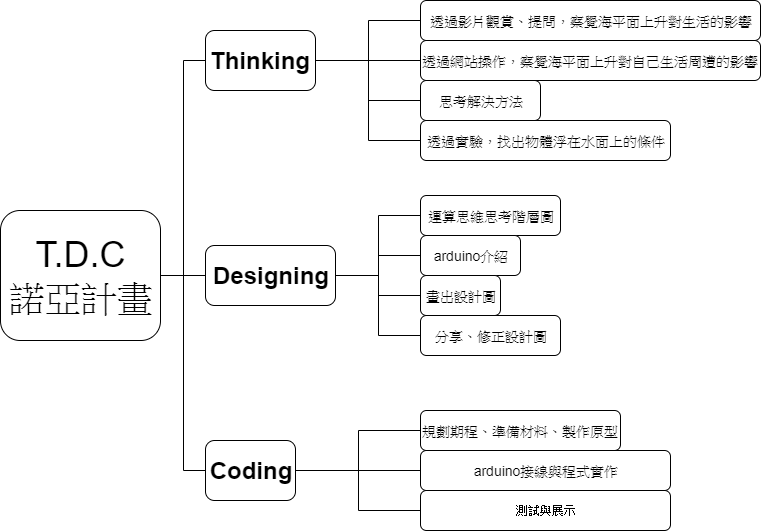 T.D.C
諾亞計畫
Thinking
透過影片觀賞、提問，察覺海平面上升對生活的影響
透過網站操作，察覺海平面上升對自己生活周遭的影響
思考解決方法
透過實驗，找出物體浮在水面上的條件
Designing
運算思維思考階層圖
arduino介紹
畫出設計圖
分享、修正設計圖
Coding
規劃期程、準備材料、製作原型
arduino接線與程式實作
測試與展示